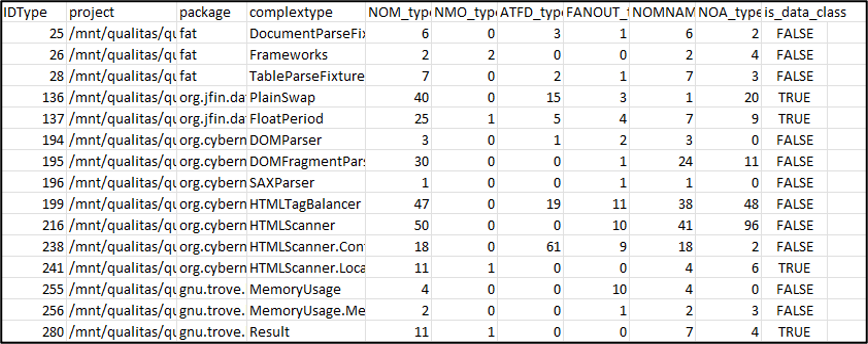 IDType project package complextype NOM_type NMO_type ATFD_type FANOUT_t NOMNAM NOA_type is_data_class
25 /mnt/qualitas/qu fat DocumentParseFix 6 0 3 1 6 2 FALSE
26 /mnt/qualitas/qu fat Frameworks 2 2 0 0 2 4 FALSE
28 /mnt/qualitas/qu fat TableParseFixture 7 0 2 1 7 3 FALSE
136 /mnt/qualitas/qu org.jfin.da PlainSwap 40 0 15 3 1 20 TRUE
137 /mnt/qualitas/qu org.jfin.da FloatPeriod 25 1 5 4 7 9 TRUE
194 /mnt/qualitas/qu org.cybern DOMParser 3 0 1 2 3 0 FALSE
195 /mnt/qualitas/qu org.cybern DOMFragmentPars 30 0 0 1 24 11 FALSE
196 /mnt/qualitas/qu org.cybern SAXParser 1 0 0 1 1 0 FALSE
199 /mnt/qualitas/qu org.cybern HTMLTagBalancer 47 0 19 11 38 48 FALSE
216 /mnt/qualitas/qu org.cybern HTMLScanner 50 0 0 10 41 96 FALSE
238 /mnt/qualitas/qu org.cybern HTMLScanner.Con 18 0 61 9 18 2 FALSE
241 /mnt/qualitas/qu org.cybern HTMLScanner.Loca 11 1 0 0 4 6 TRUE
255 /mnt/qualitas/qu gnu.trove. MemoryUsage 4 0 0 10 4 0 FALSE
256 /mnt/qualitas/qu gnu.trove. MemoryUsage.Me 2 0 0 1 2 3 FALSE
280 /mnt/qualitas/qu gnu.trove. Result 11 1 0 0 7 4 TRUE